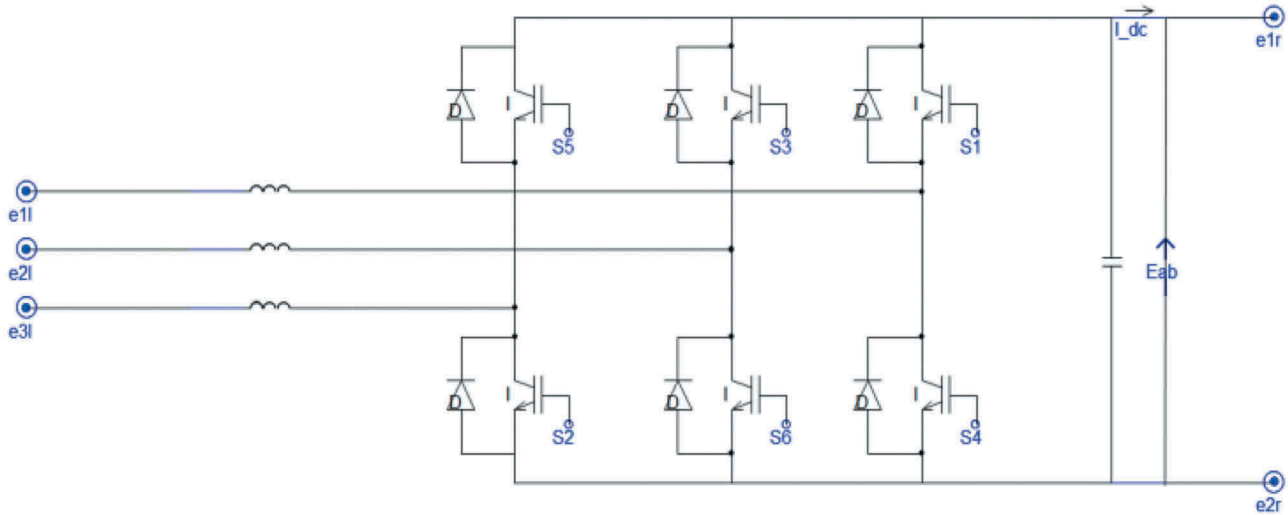 I_dc
e1r
D
I
S5
D
I
S3
D
I
S1
e1l
e2l
Eab
e3l
D
I
S2
D
I
S6
D
I
S4
e2r